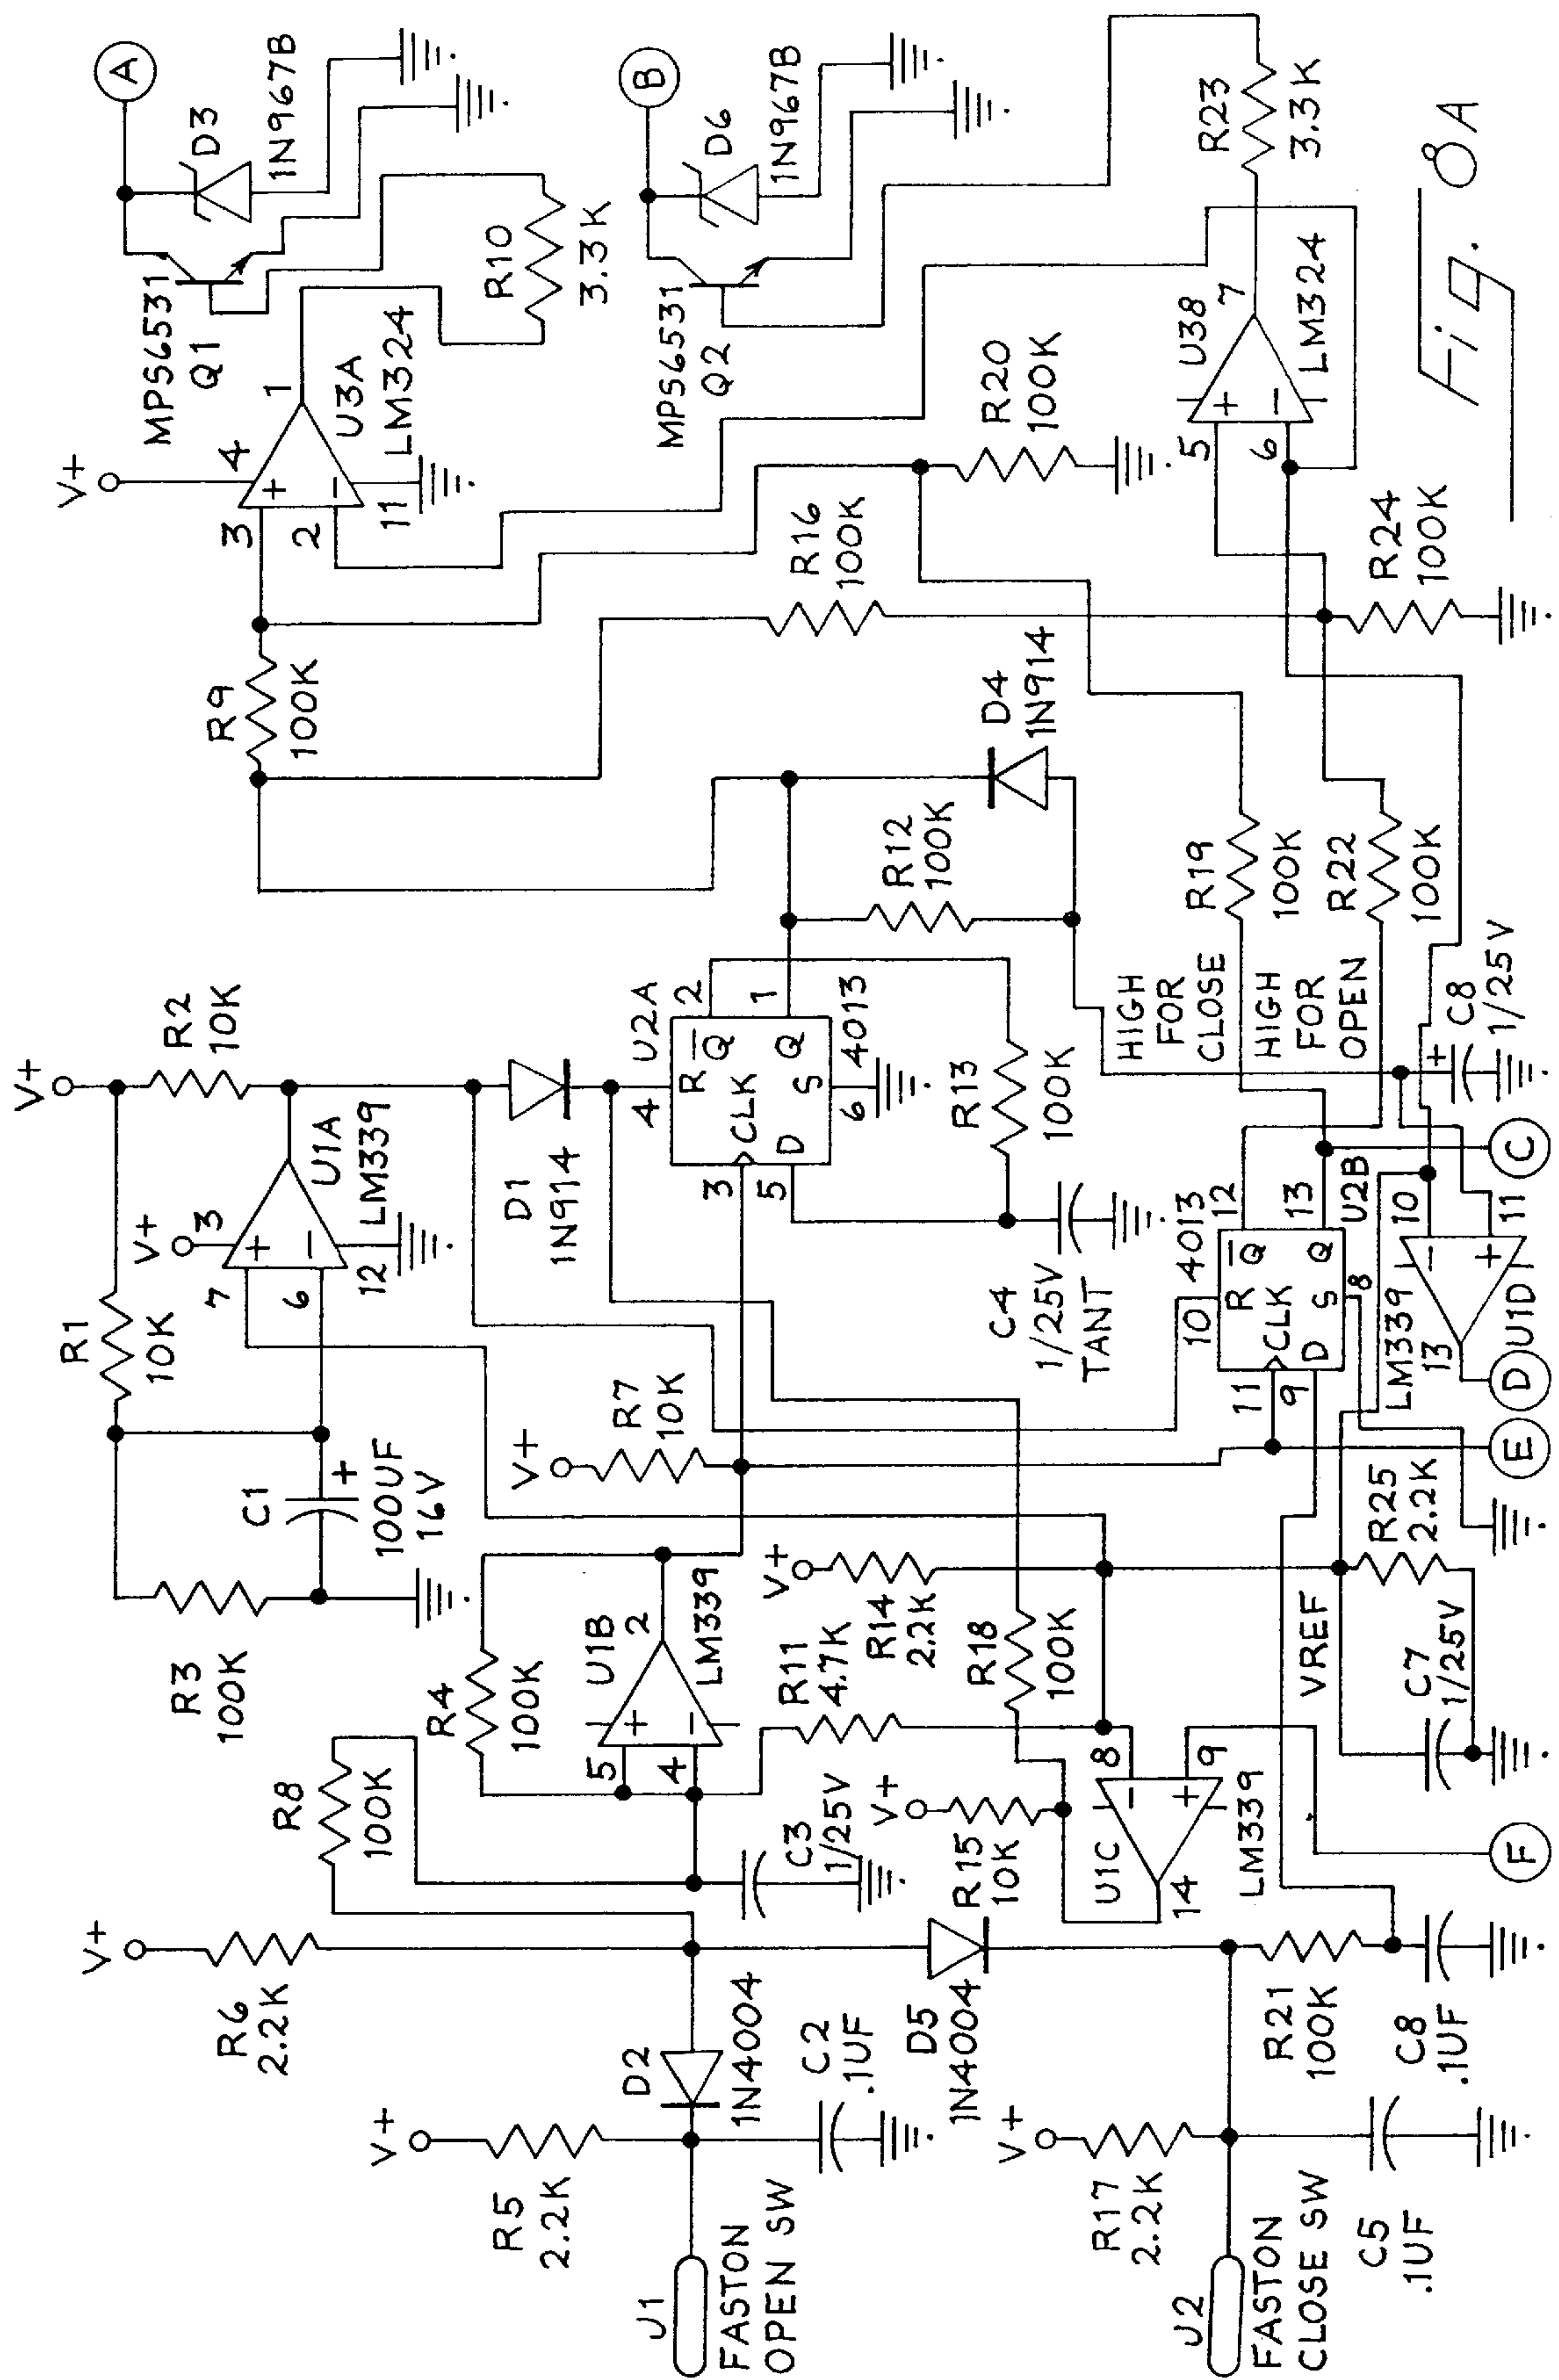 V+
R1
10K
R2
10K
V+
3
7
+
6
−
12
U1A
LM339
R3
100K
C1
+
100UF
16V
D1
1N914
R8
100K
R4
100K
5
+
4
−
2
U1B
LM339
V+
R7
10K
C3
1/25V
R11
4.7K
V+
R14
2.2K
V+
R6
2.2K
V+
R5
2.2K
J1
FASTON
OPEN SW
D2
1N4004
C2
.1UF
D5
1N4004
V+
R15
10K
R18
100K
U1C
14
8
−
9
+
LM339
V+
R17
2.2K
J2
FASTON
CLOSE SW
C5
.1UF
R21
100K
C8
.1UF
F
VREF
C7
1/25V
R25
2.2K
E
U2A
4
R
Q
2
3
CLK
5
D
S
Q
1
6
4013
R13
100K
C4
1/25V
TANT
R12
100K
D4
1N914
4013
10
R
Q
12
11
CLK
9
D
S
Q
13
8
U2B
C
LM339
10
−
+
11
13
U1D
D
C8
+
1/25V
HIGH
FOR
CLOSE
HIGH
FOR
OPEN
R19
100K
R22
100K
R9
100K
V+
4
3
+
2
−
11
1
U3A
LM324
R10
3.3K
MPS6531
Q1
D3
1N967B
A
MPS6531
Q2
D6
1N967B
B
R16
100K
R20
100K
R24
100K
5
+
6
−
7
U38
LM324
R23
3.3K
Fig. 8A